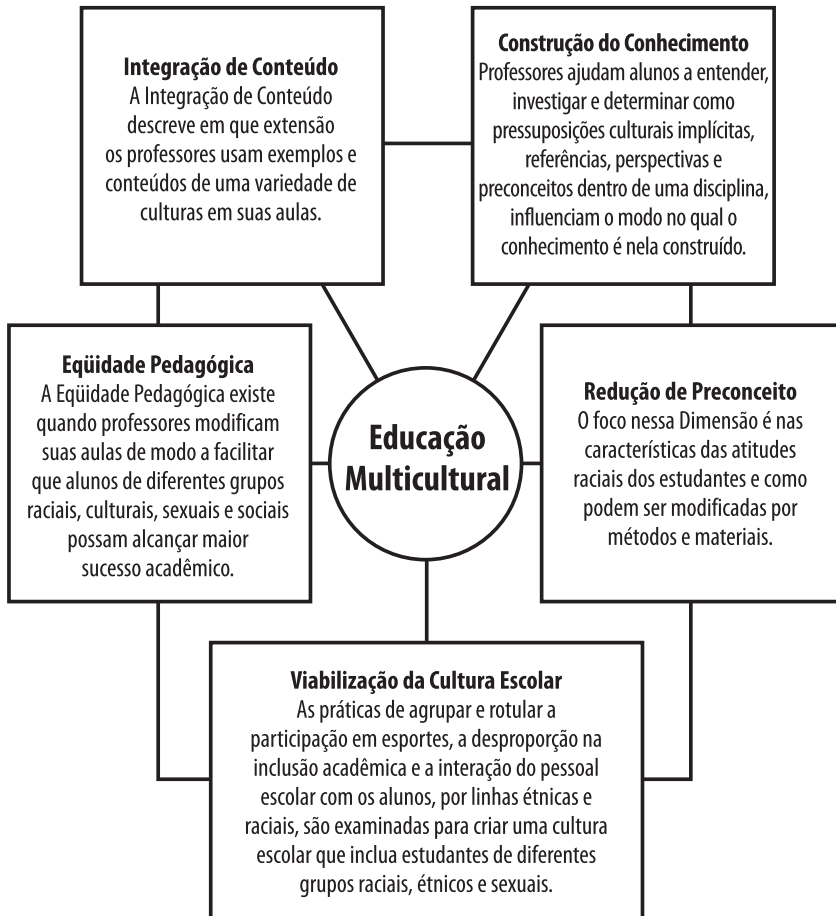 Integração de Conteúdo
A Integração de Conteúdo
descreve em que extensão
os professores usam exemplos e
conteúdos de uma variedade de
culturas em suas aulas.
Construção do Conhecimento
Professores ajudam alunos a entender,
investigar e determinar como
pressuposições culturais implícitas,
referências, perspectivas e
preconceitos dentro de uma disciplina,
influenciam o modo no qual o
conhecimento é nela construído.
Eqüidade Pedagógica
A Eqüidade Pedagógica existe
quando professores modificam
suas aulas de modo a facilitar
que alunos de diferentes grupos
raciais, culturais, sexuais e sociais
possam alcançar maior
sucesso acadêmico.
Educação
Multicultural
Redução de Preconceito
O foco nessa Dimensão é nas
características das atitudes
raciais dos estudantes e como
podem ser modificadas por
métodos e materiais.
Viabilização da Cultura Escolar
As práticas de agrupar e rotular a
participação em esportes, a desproporção na
inclusão acadêmica e a interação do pessoal
escolar com os alunos, por linhas étnicas e
raciais, são examinadas para criar uma cultura
escolar que inclua estudantes de diferentes
grupos raciais, étnicos e sexuais.